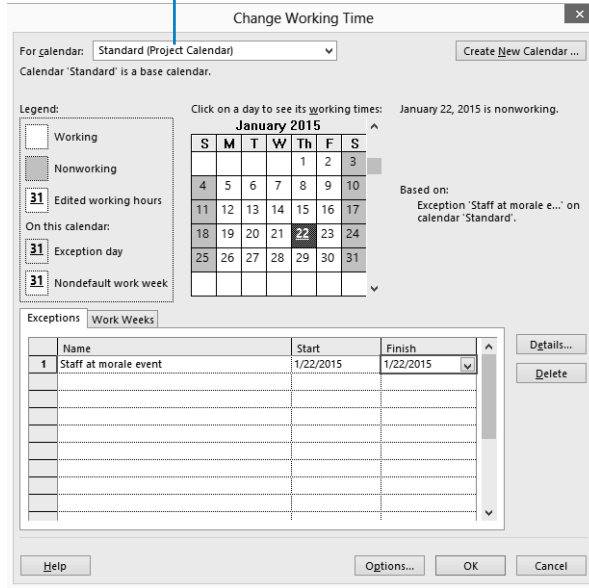 Change Working Time
For calendar: Standard (Project Calendar)
Create New Calendar ...
Calendar 'Standard' is a base calendar.
Legend:
Working
Nonworking
31 Edited working hours
On this calendar:
31 Exception day
31 Nondefault work week
Click on a day to see its working times:
January 2015
S M T W Th F S
1 2 3
4 5 6 7 8 9 10
11 12 13 14 15 16 17
18 19 20 21 22 23 24
25 26 27 28 29 30 31
January 22, 2015 is nonworking.
Based on:
Exception 'Staff at morale e...' on
calendar 'Standard'.
Exceptions Work Weeks
Name Start Finish
1 Staff at morale event 1/22/2015 1/22/2015
Details...
Delete
Help
Options...
OK
Cancel